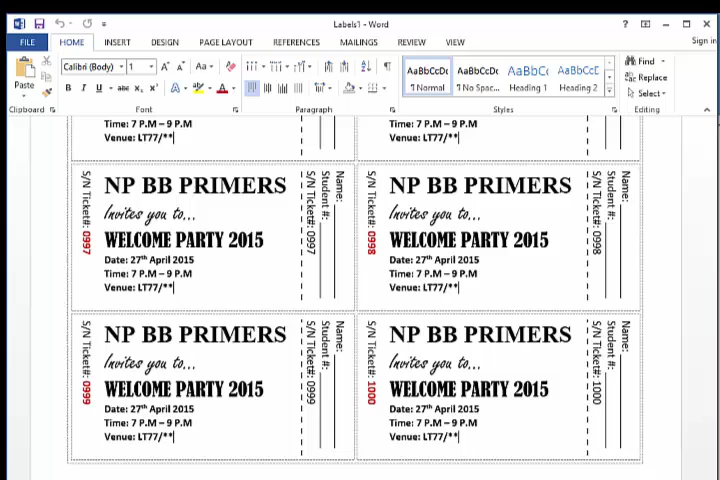 Labels1 - Word
Sign in
FILE HOME INSERT DESIGN PAGE LAYOUT REFERENCES MAILINGS REVIEW VIEW
Paste
Calibri (Body) 1
B I U abc x₂ x²
Aa
AaBbCcDc AaBbCcDc AaBbCc AaBbCcC
¶ Normal ¶ No Spac... Heading 1 Heading 2
Find
Replace
Select
Clipboard Font Paragraph Styles Editing
Time: 7 P.M – 9 P.M
Venue: LT77/**
Time: 7 P.M – 9 P.M
Venue: LT77/**
S/N Ticket#: 0997
NP BB PRIMERS
Invites you to...
WELCOME PARTY 2015
Date: 27th April 2015
Time: 7 P.M – 9 P.M
Venue: LT77/**
Name:
Student #:
S/N Ticket#: 0997
S/N Ticket#: 0998
NP BB PRIMERS
Invites you to...
WELCOME PARTY 2015
Date: 27th April 2015
Time: 7 P.M – 9 P.M
Venue: LT77/**
Name:
Student #:
S/N Ticket#: 0998
S/N Ticket#: 0999
NP BB PRIMERS
Invites you to...
WELCOME PARTY 2015
Date: 27th April 2015
Time: 7 P.M – 9 P.M
Venue: LT77/**
Name:
Student #:
S/N Ticket#: 0999
S/N Ticket#: 1000
NP BB PRIMERS
Invites you to...
WELCOME PARTY 2015
Date: 27th April 2015
Time: 7 P.M – 9 P.M
Venue: LT77/**
Name:
Student #:
S/N Ticket#: 1000